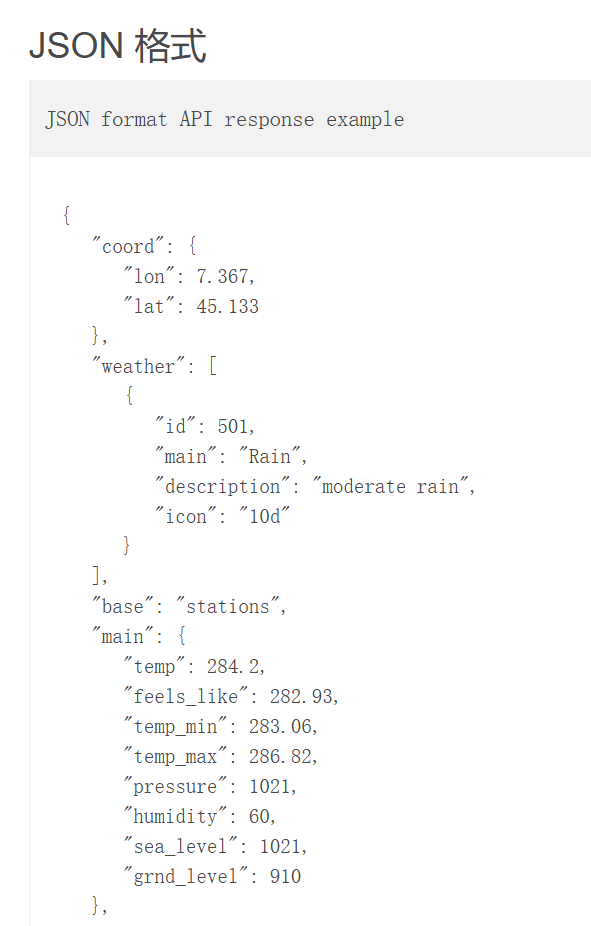 JSON 格式
JSON format API response example
{
"coord": {
"lon": 7.367,
"lat": 45.133
},
"weather": [
{
"id": 501,
"main": "Rain",
"description": "moderate rain",
"icon": "10d"
}
],
"base": "stations",
"main": {
"temp": 284.2,
"feels_like": 282.93,
"temp_min": 283.06,
"temp_max": 286.82,
"pressure": 1021,
"humidity": 60,
"sea_level": 1021,
"grnd_level": 910
},